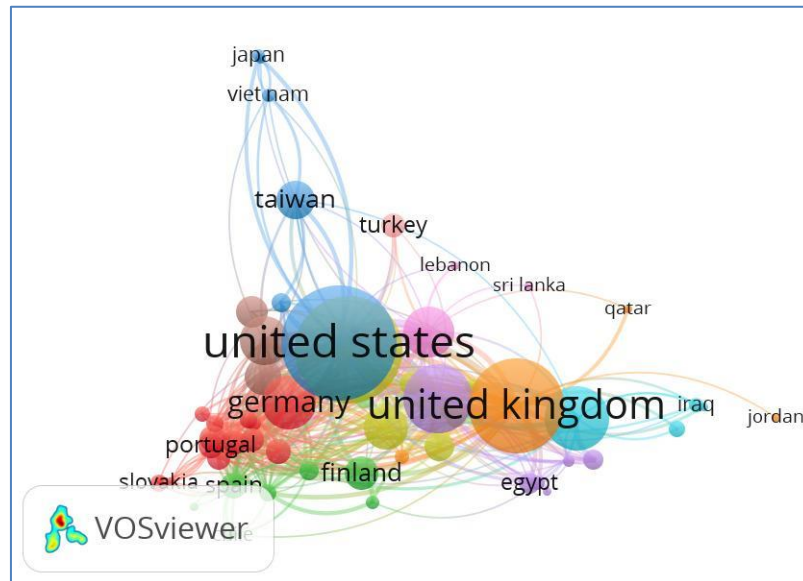 japan
viet nam
taiwan
turkey
lebanon
sri lanka
qatar
united states
germany
united kingdom
iraq
jordan
portugal
finland
slovakia
spain
egypt
VOSviewer